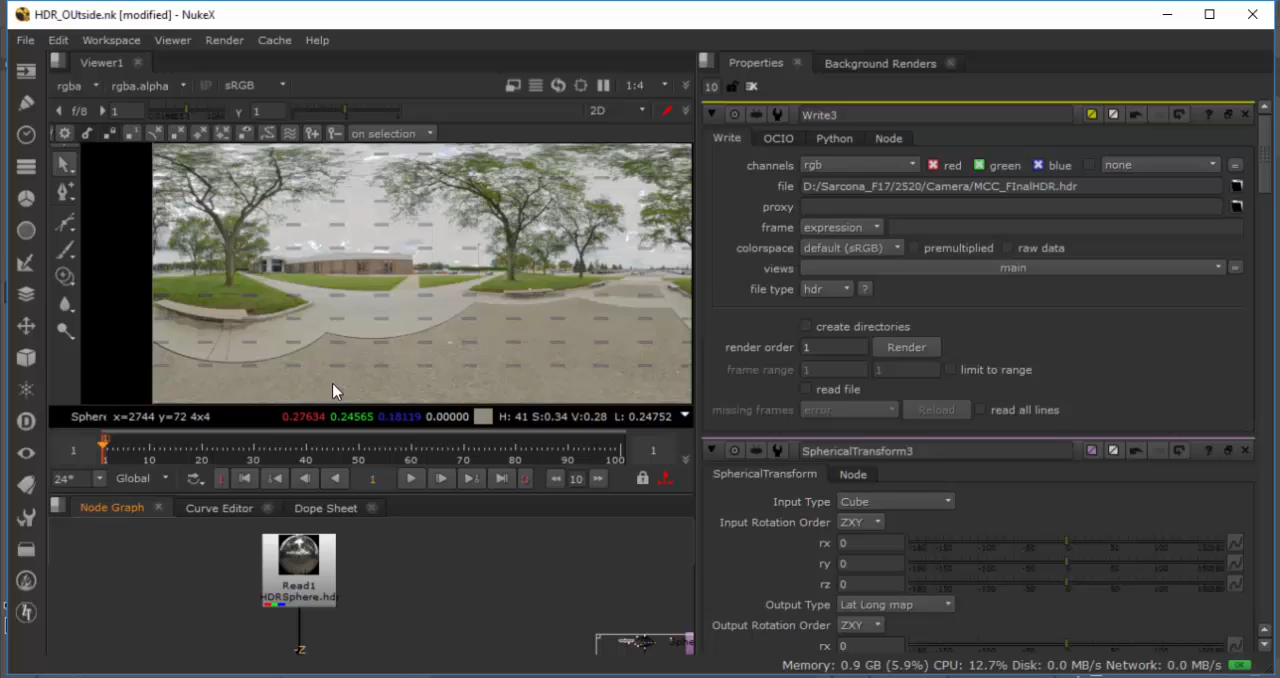 HDR_OUtside.nk [modified] - NukeX
File Edit Workspace Viewer Render Cache Help
Viewer1
rgba rgba.alpha IP sRGB 1:4
f/8 1 y 1 2D
on selection
Sphere x=2744 y=72 4x4 0.27634 0.24565 0.18119 0.00000 H: 41 S:0.34 V:0.28 L: 0.24752
1 1 10 20 30 40 50 60 70 80 90 100 1
24* Global 1 10
Node Graph Curve Editor Dope Sheet
Read1
HDRSphere.hdr
Properties Background Renders
10
Write3
Write OCIO Python Node
channels rgb red green blue none
file D:/Sarcona_F17/2520/Camera/MCC_FInalHDR.hdr
proxy
frame expression
colorspace default (sRGB) premultiplied raw data
views main
file type hdr ?
create directories
render order 1 Render
frame range 1 1 limit to range
read file
missing frames error Reload read all lines
SphericalTransform3
SphericalTransform Node
Input Type Cube
Input Rotation Order ZXY
rx 0
ry 0
rz 0
Output Type Lat Long map
Output Rotation Order ZXY
rx 0
Memory: 0.9 GB (5.9%) CPU: 12.7% Disk: 0.0 MB/s Network: 0.0 MB/s OK